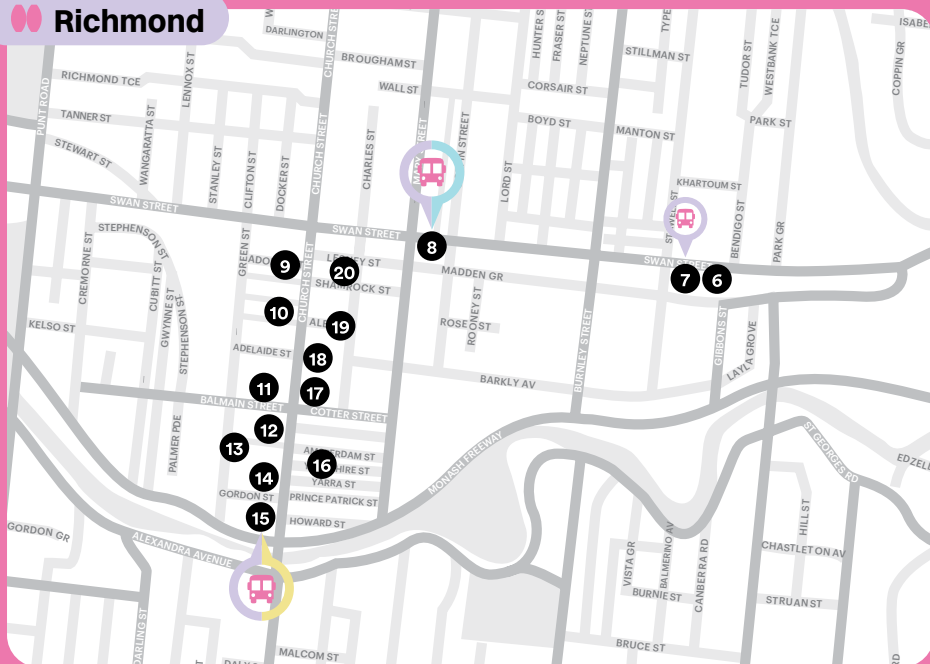 Richmond
DARLINGTON
CHURCH STREET
BROUGHAM ST
HUNTER ST
FRASER ST
NEPTUNE ST
STILLMAN ST
TUDOR ST
WESTBANK TCE
COPPIN GR
RICHMOND TCE
LENNOX ST
WALL ST
CORSAIR ST
PUNT ROAD
TANNER ST
WANGARATTA ST
STEWART ST
STANLEY ST
CLIFTON ST
DOCKER ST
CHURCH STREET
CHARLES ST
LORD ST
BOYD ST
MANTON ST
PARK ST
KHARTOUM ST
BENDIGO ST
PARK GR
SWAN STREET
SWAN STREET
SWAN STREET
STEPHENSON ST
CREMORNE ST
CUBITT ST
GWYNNE ST
STEPHENSON ST
GREEN ST
CHURCH STREET
8
9
20
7
6
MADDEN GR
SHAMROCK ST
10
19
18
KELSO ST
ADELAIDE ST
ROSE ST
ROONEY ST
BURNLEY STREET
GIBBONS ST
LAYLA GROVE
BARKLY AV
11
17
BALMAIN STREET
COTTER STREET
12
13
16
PALMER PDE
YARRA ST
14
GORDON ST
PRINCE PATRICK ST
15
HOWARD ST
MONASH FREEWAY
ST GEORGES RD
GORDON GR
ALEXANDRA AVENUE
DARLING ST
MALCOM ST
VISTA GR
BALMERINO AV
CANBERRA RD
HILL ST
CHASTLETON AV
BURNIE ST
STRUAN ST
BRUCE ST